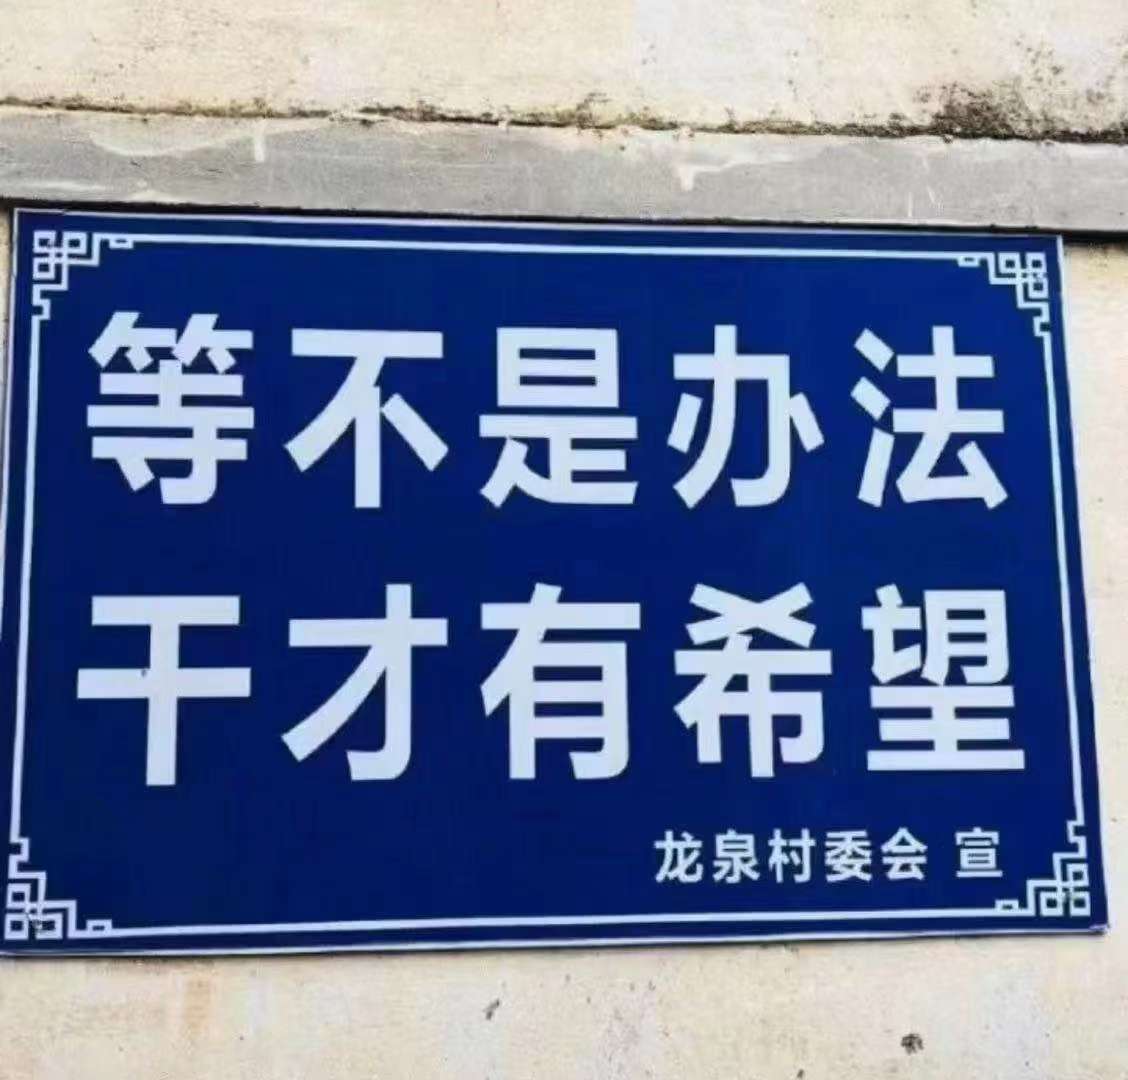 等不是办法
干才有希望
龙泉村委会 宣